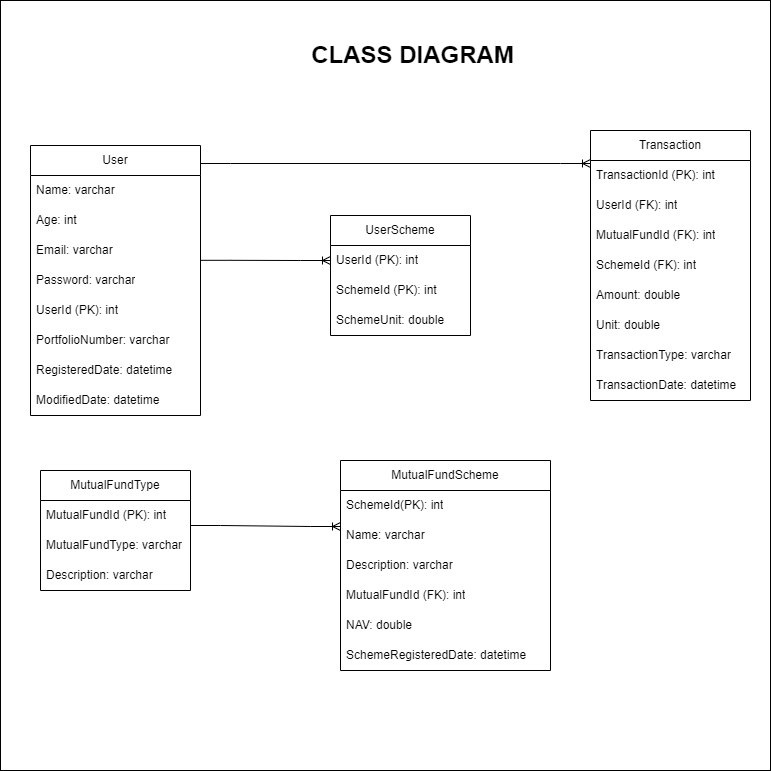 CLASS DIAGRAM
User
Name: varchar
Age: int
Email: varchar
Password: varchar
UserId (PK): int
PortfolioNumber: varchar
RegisteredDate: datetime
ModifiedDate: datetime
UserScheme
UserId (PK): int
SchemeId (PK): int
SchemeUnit: double
Transaction
TransactionId (PK): int
UserId (FK): int
MutualFundId (FK): int
SchemeId (FK): int
Amount: double
Unit: double
TransactionType: varchar
TransactionDate: datetime
MutualFundType
MutualFundId (PK): int
MutualFundType: varchar
Description: varchar
MutualFundScheme
SchemeId(PK): int
Name: varchar
Description: varchar
MutualFundId (FK): int
NAV: double
SchemeRegisteredDate: datetime